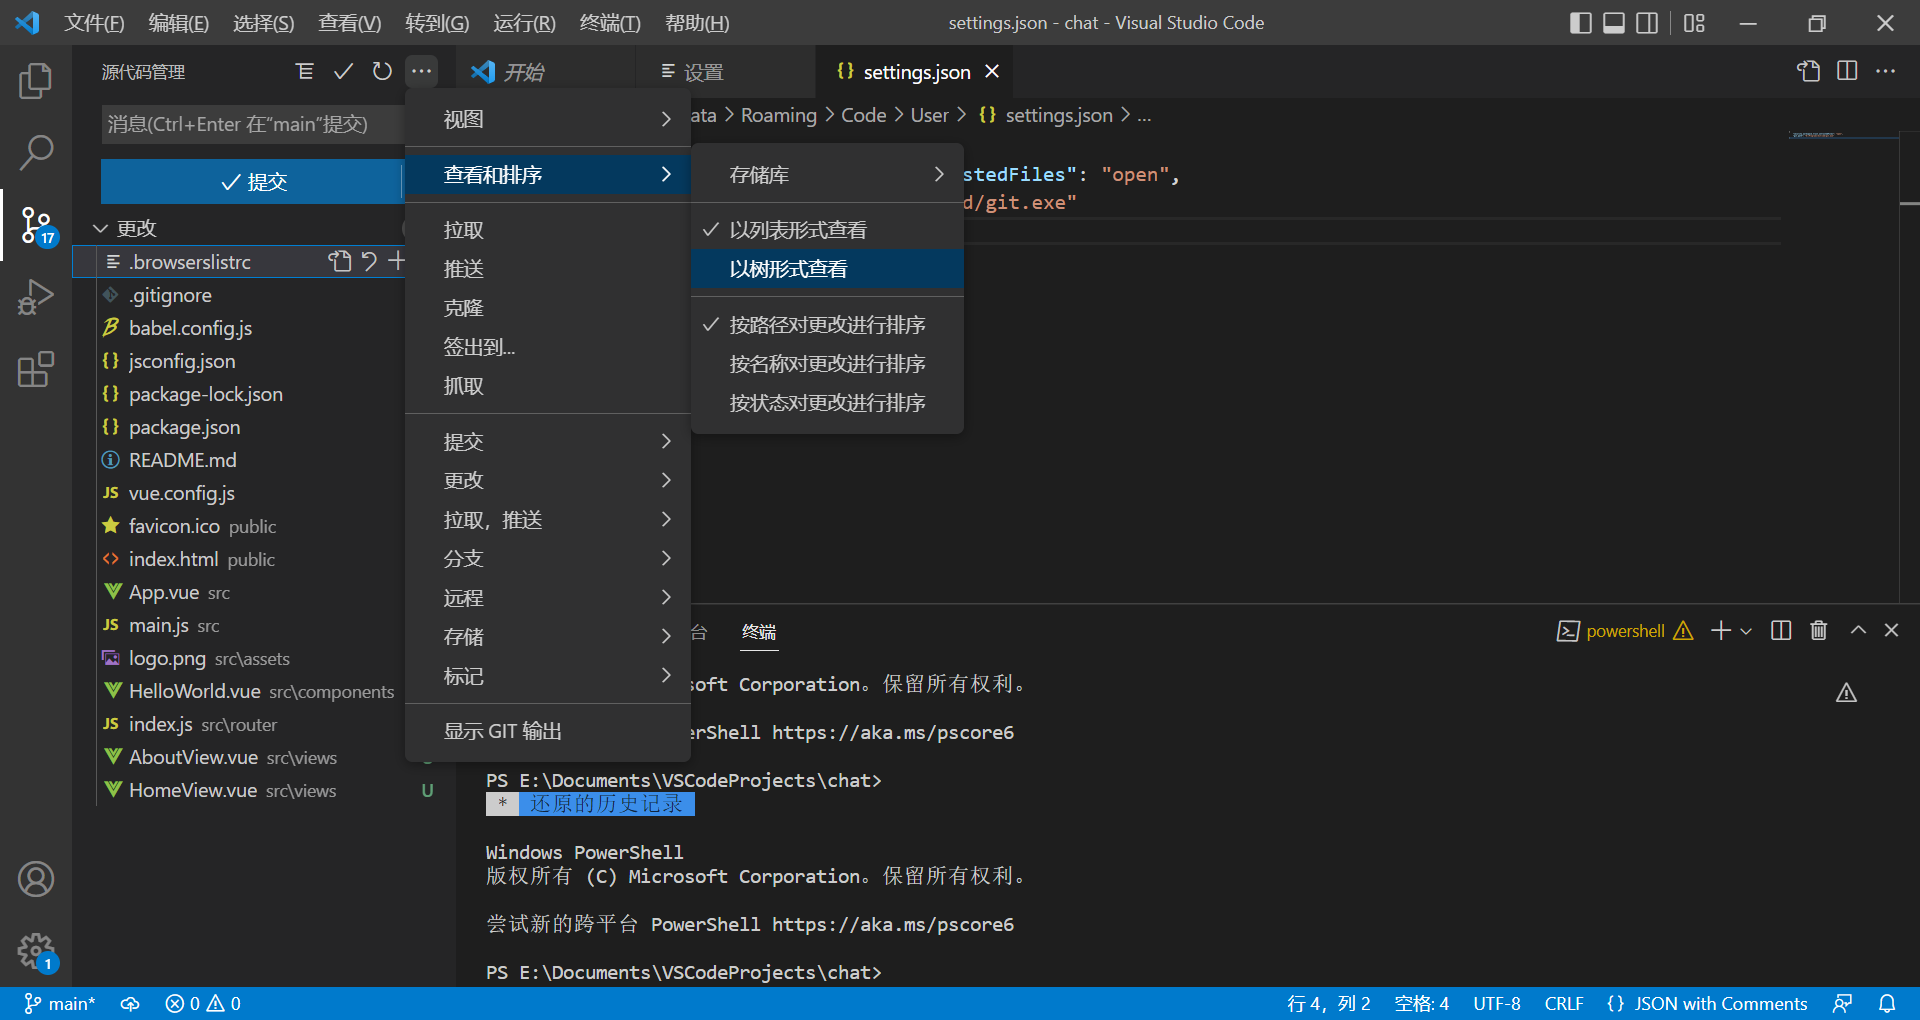 文件(F) 编辑(E) 选择(S) 查看(V) 转到(G) 运行(R) 终端(T) 帮助(H) settings.json - chat - Visual Studio Code
源代码管理
消息(Ctrl+Enter 在“main”提交)
提交
更改
.browserslistrc
.gitignore
babel.config.js
jsconfig.json
package-lock.json
package.json
README.md
vue.config.js
favicon.ico public
index.html public
App.vue src
main.js src
logo.png src\assets
HelloWorld.vue src\components
index.js src\router
AboutView.vue src\views
HomeView.vue src\views U
17
1
视图
查看和排序
拉取
推送
克隆
签出到...
抓取
提交
更改
拉取，推送
分支
远程
存储
标记
显示 GIT 输出
存储库
以列表形式查看
以树形式查看
按路径对更改进行排序
按名称对更改进行排序
按状态对更改进行排序
开始 设置 settings.json
ata > Roaming > Code > User > {} settings.json > ...
stedFiles": "open",
d/git.exe"
台 终端 powershell
soft Corporation。保留所有权利。
erShell https://aka.ms/pscore6
PS E:\Documents\VSCodeProjects\chat>
* 还原的历史记录
Windows PowerShell
版权所有 (C) Microsoft Corporation。保留所有权利。
尝试新的跨平台 PowerShell https://aka.ms/pscore6
PS E:\Documents\VSCodeProjects\chat>
main* 0 0 行 4，列 2 空格: 4 UTF-8 CRLF {} JSON with Comments